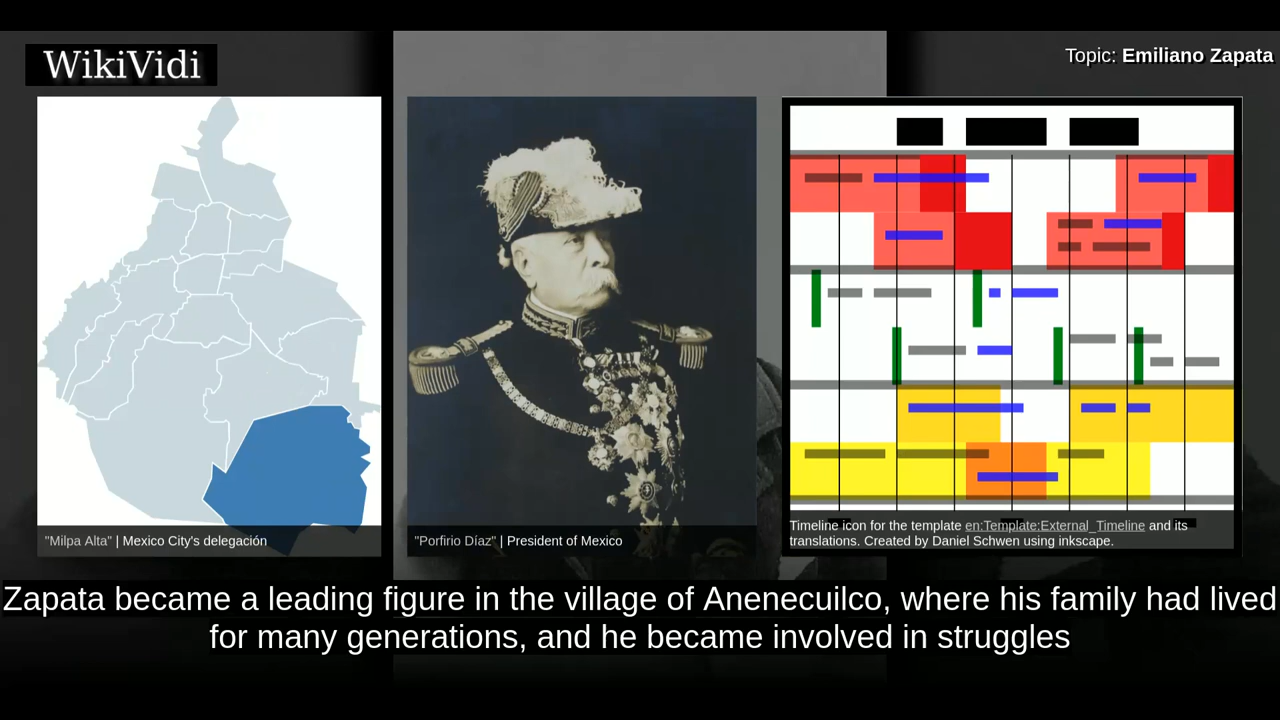 WikiVidi
Topic: Emiliano Zapata
"Milpa Alta" | Mexico City's delegación
"Porfirio Díaz" | President of Mexico
Timeline icon for the template en:Template:External_Timeline and its
translations. Created by Daniel Schwen using inkscape.
Zapata became a leading figure in the village of Anenecuilco, where his family had lived
for many generations, and he became involved in struggles